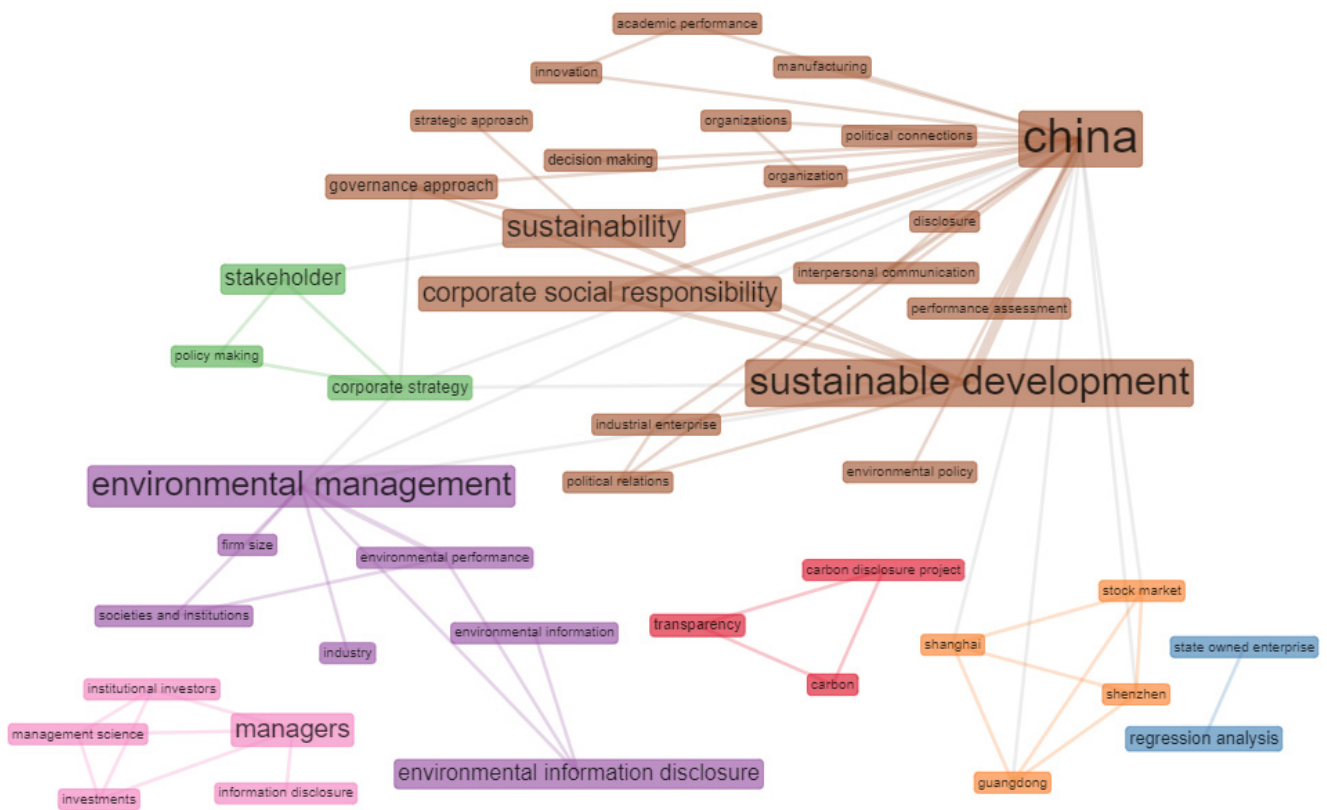 academic performance
manufacturing
innovation
strategic approach
organizations
china
political connections
decision making
organization
governance approach
sustainability
disclosure
stakeholder
interpersonal communication
corporate social responsibility
performance assessment
policy making
sustainable development
corporate strategy
industrial enterprise
environmental policy
political relations
environmental management
firm size
environmental performance
carbon disclosure project
stock market
societies and institutions
transparency
environmental information
shanghai
state owned enterprise
industry
carbon
institutional investors
shenzhen
managers
management science
regression analysis
environmental information disclosure
guangdong
information disclosure
investments